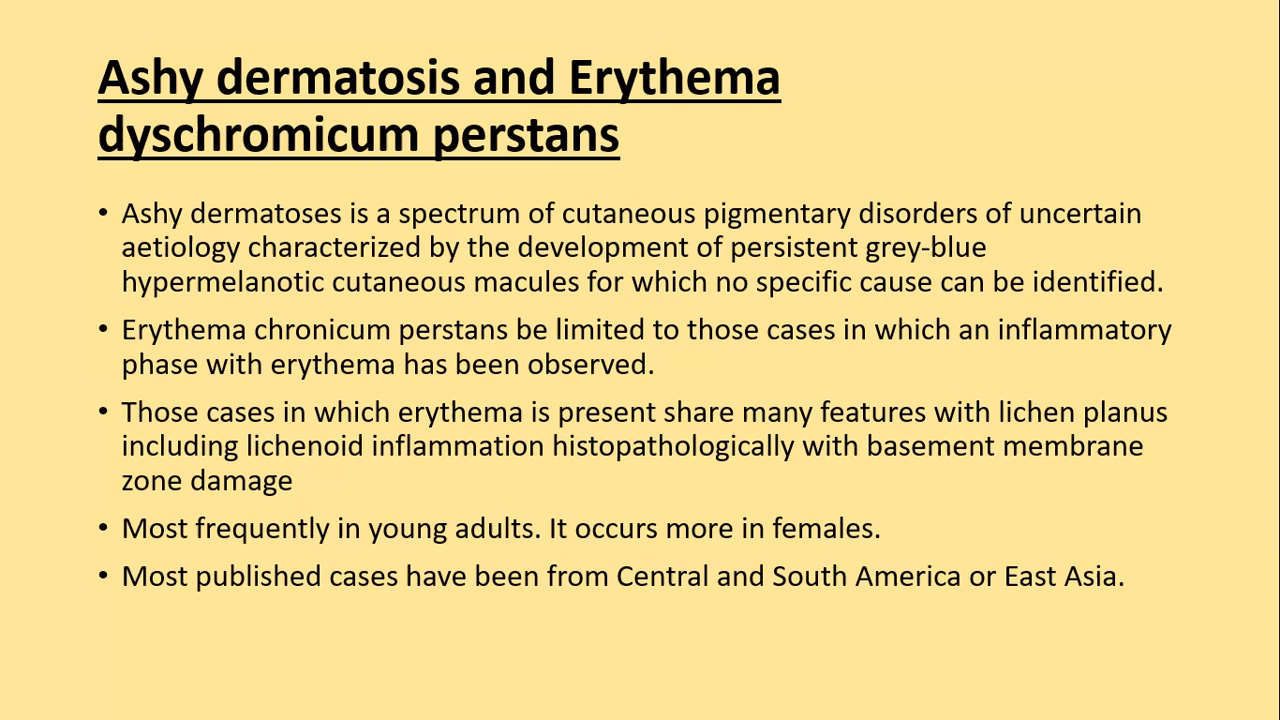 Ashy dermatosis and Erythema
dyschromicum perstans
• Ashy dermatoses is a spectrum of cutaneous pigmentary disorders of uncertain
aetiology characterized by the development of persistent grey-blue
hypermelanotic cutaneous macules for which no specific cause can be identified.
• Erythema chronicum perstans be limited to those cases in which an inflammatory
phase with erythema has been observed.
• Those cases in which erythema is present share many features with lichen planus
including lichenoid inflammation histopathologically with basement membrane
zone damage
• Most frequently in young adults. It occurs more in females.
• Most published cases have been from Central and South America or East Asia.